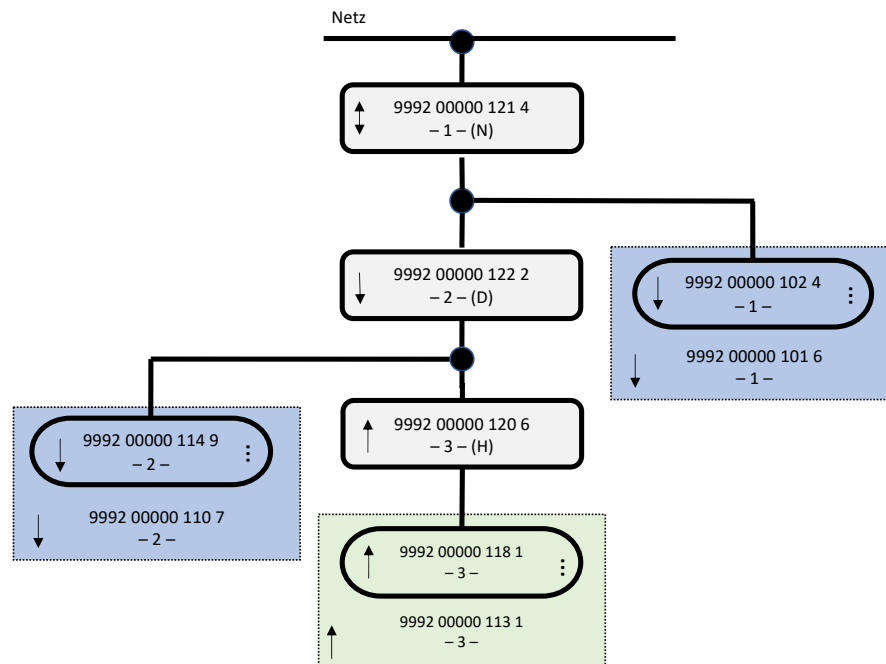 Netz
9992 00000 121 4
– 1 – (N)
9992 00000 122 2
– 2 – (D)
9992 00000 102 4
– 1 –
9992 00000 101 6
– 1 –
9992 00000 114 9
– 2 –
9992 00000 110 7
– 2 –
9992 00000 120 6
– 3 – (H)
9992 00000 118 1
– 3 –
9992 00000 113 1
– 3 –